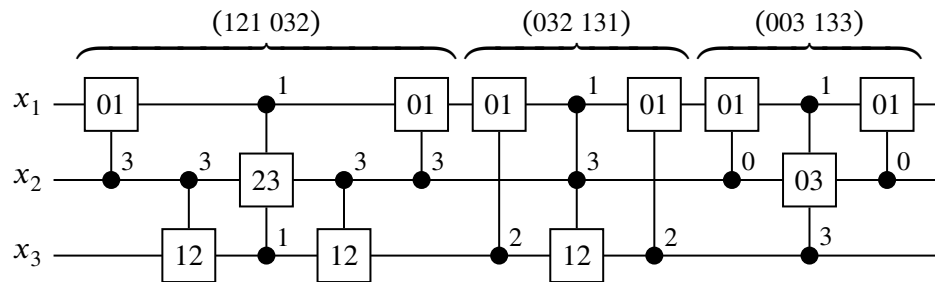 (121 032) (032 131) (003 133)
1 1 1
x₁ 01 01 01 01 01 01
3 3 3 3 3 0 0
x₂ 23 03
1 2 2 3
x₃ 12 12 12